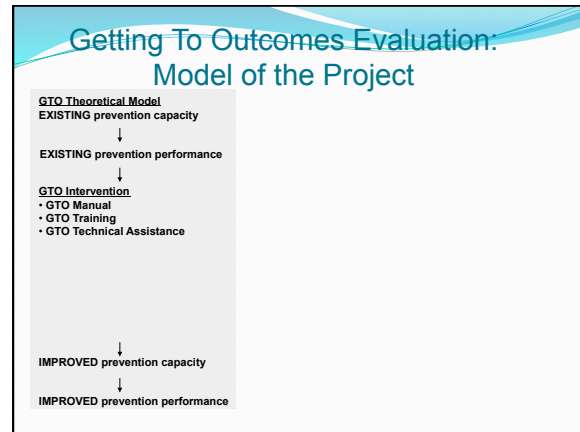 Getting To Outcomes Evaluation:
Model of the Project
GTO Theoretical Model
EXISTING prevention capacity
EXISTING prevention performance
GTO Intervention
• GTO Manual
• GTO Training
• GTO Technical Assistance
IMPROVED prevention capacity
IMPROVED prevention performance